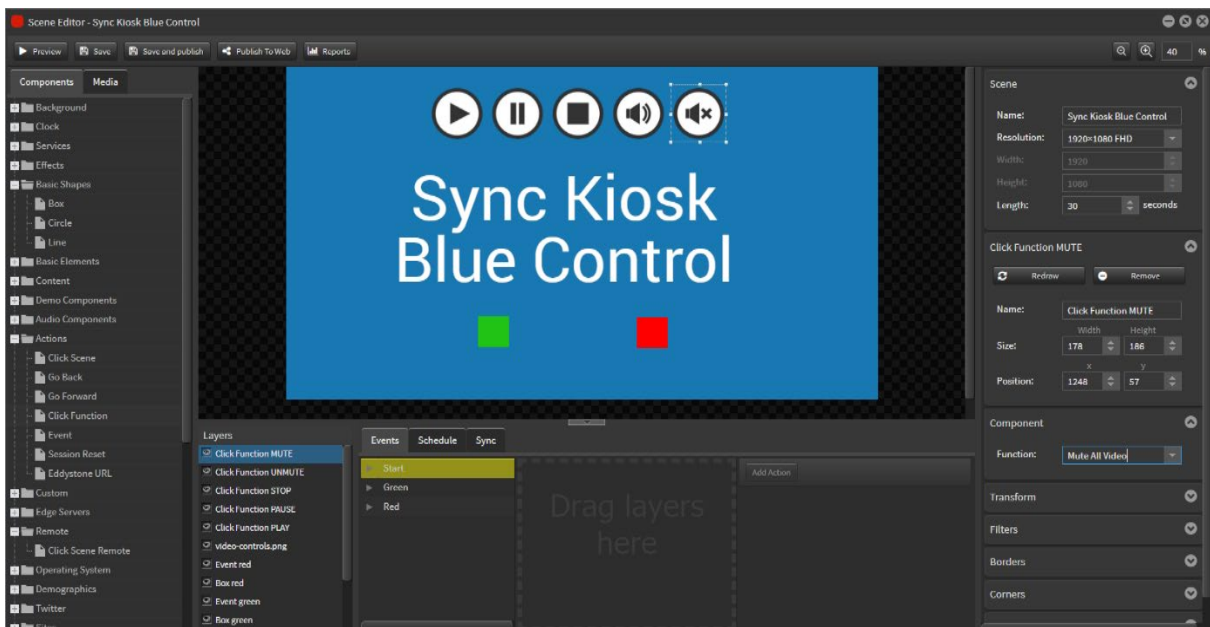 Scene Editor - Sync Kiosk Blue Control
Preview Save Save and publish Publish To Web Reports 40 %
Components Media
Background
Clock
Services
Effects
Basic Shapes
Box
Circle
Line
Basic Elements
Content
Demo Components
Audio Components
Actions
Click Scene
Go Back
Go Forward
Click Function
Event
Session Reset
Eddystone URL
Custom
Edge Servers
Remote
Click Scene Remote
Operating System
Demographics
Twitter
Sync Kiosk
Blue Control
Layers
Click Function MUTE
Click Function UNMUTE
Click Function STOP
Click Function PAUSE
Click Function PLAY
video-controls.png
Event red
Box red
Event green
Box green
Events Schedule Sync
Start
Green
Red
Drag layers
here
Add Action
Scene
Name: Sync Kiosk Blue Control
Resolution: 1920×1080 FHD
Width: 1920
Height: 1080
Length: 30 seconds
Click Function MUTE
Redraw Remove
Name: Click Function MUTE
Width Height
Size: 178 186
x y
Position: 1248 57
Component
Function: Mute All Video
Transform
Filters
Borders
Corners